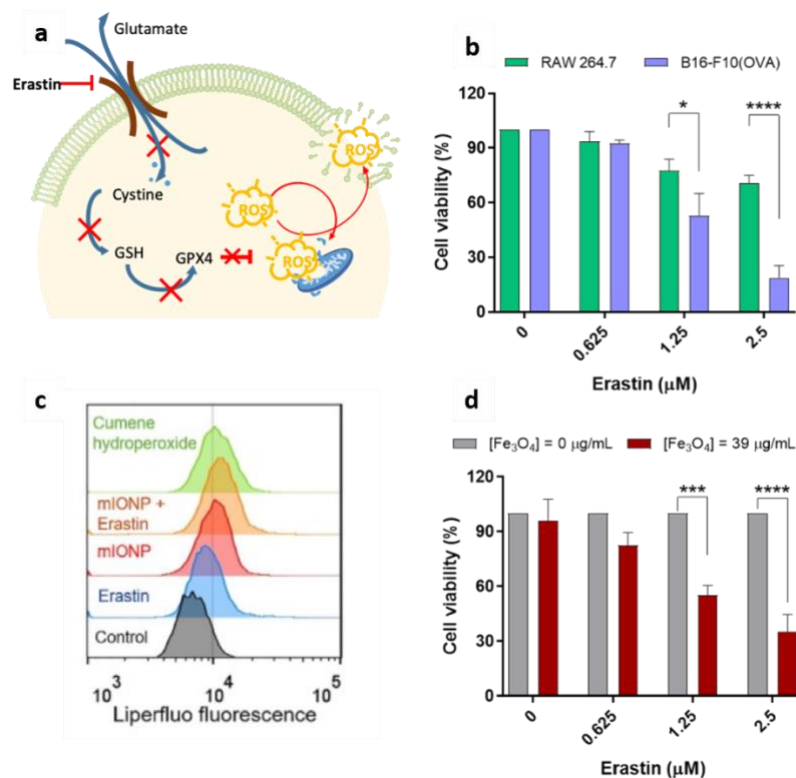 a
Glutamate
Erastin
ROS
ROS
Cystine
GSH
GPX4
ROS
b
RAW 264.7
B16-F10(OVA)
Cell viability (%)
120
90
60
30
0
*
****
0
0.625
1.25
2.5
Erastin (μM)
c
Cumene
hydroperoxide
mIONP +
Erastin
mIONP
Erastin
Control
10³
10⁴
10⁵
Liperfluo fluorescence
d
[Fe₃O₄] = 0 μg/mL
[Fe₃O₄] = 39 μg/mL
Cell viability (%)
120
90
60
30
0
***
****
0
0.625
1.25
2.5
Erastin (μM)